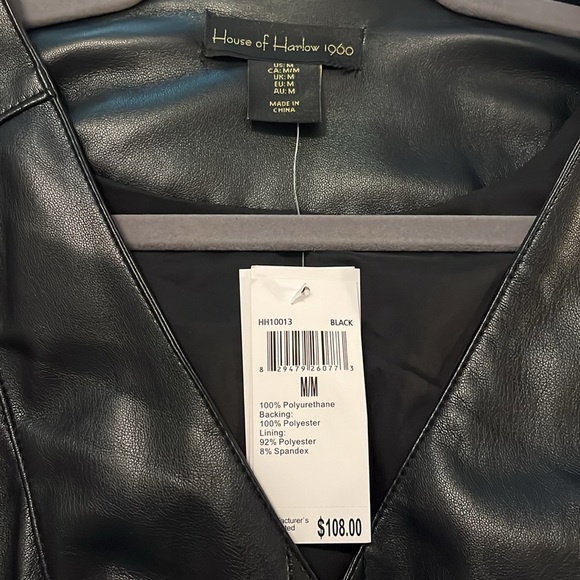 House of Harlow 1960
US: M
CA: M/M
UK: M
EU: M
AU: M
MADE IN
CHINA
HH10013 BLACK
8 29479 26077 3
M/M
100% Polyurethane
Backing:
100% Polyester
Lining:
92% Polyester
8% Spandex
$108.00